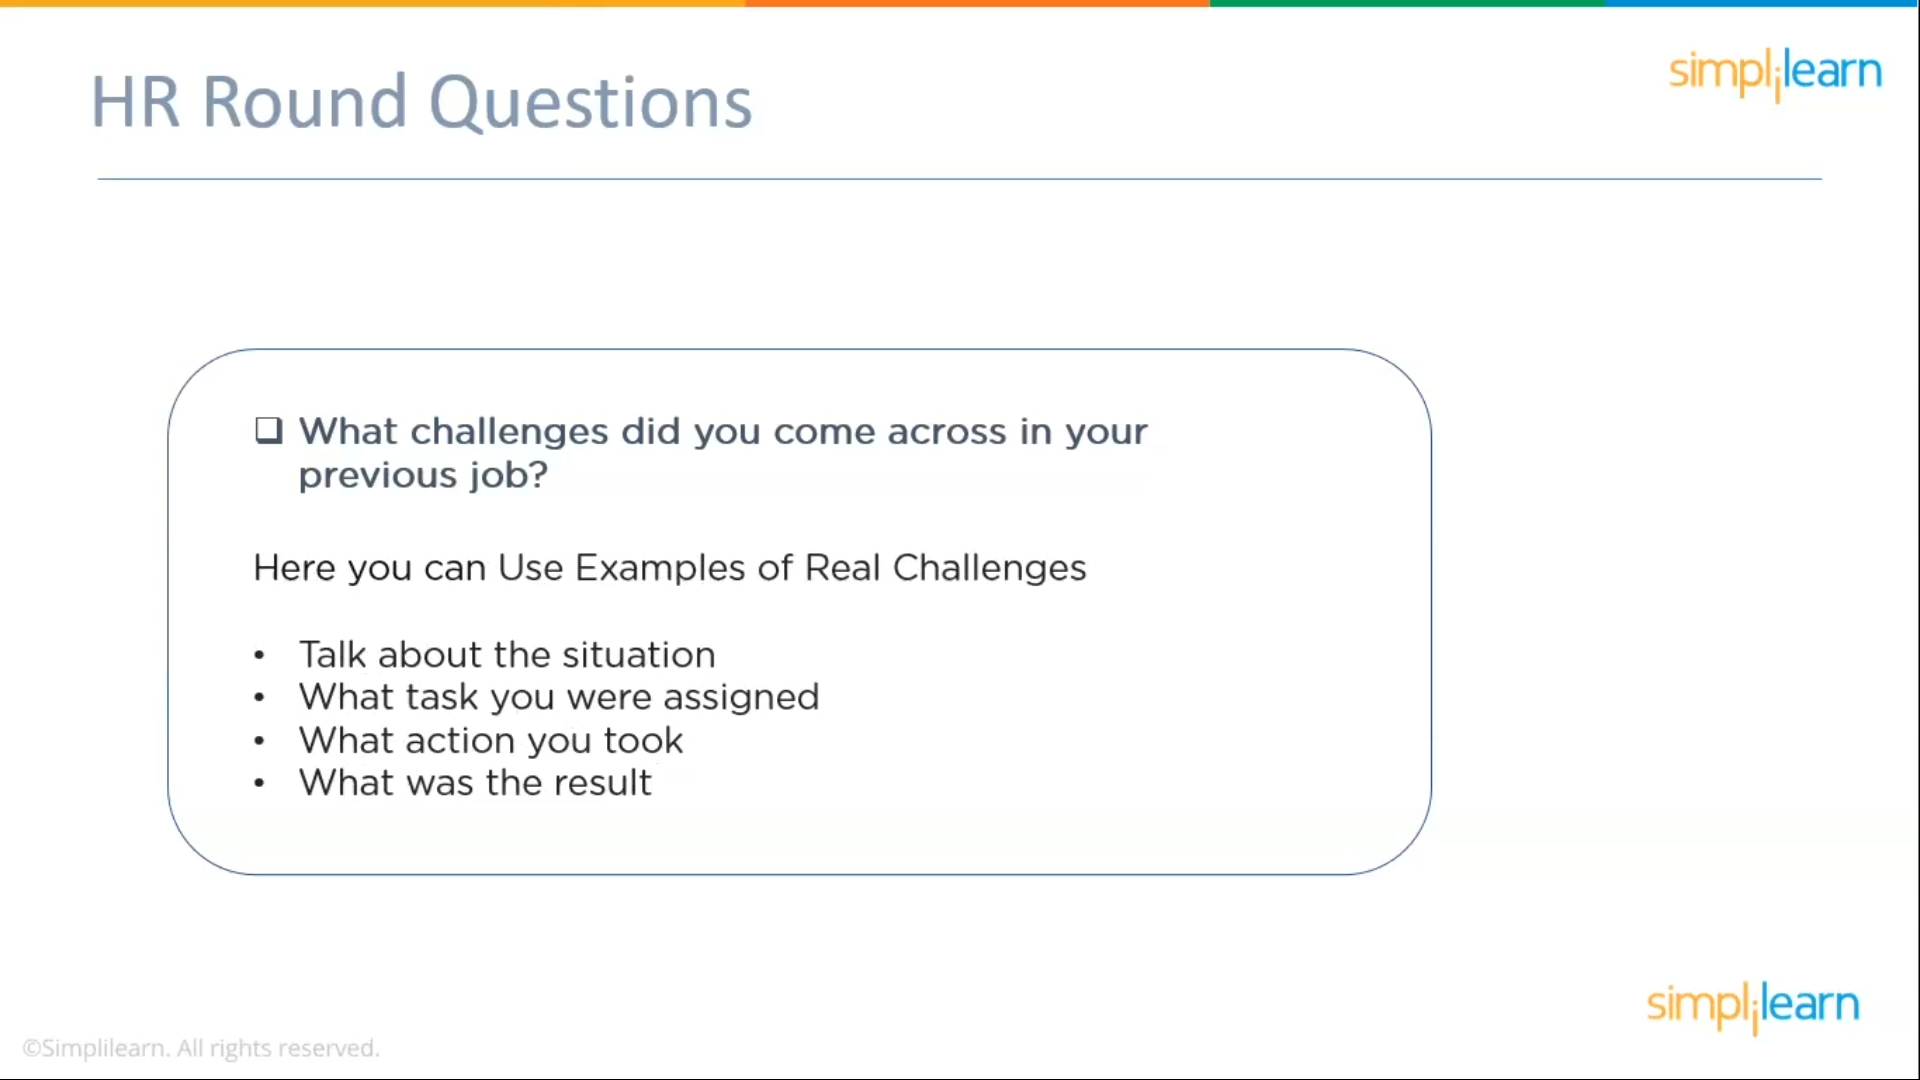 HR Round Questions
simplilearn
❑ What challenges did you come across in your
previous job?
Here you can Use Examples of Real Challenges
• Talk about the situation
• What task you were assigned
• What action you took
• What was the result
simplilearn
©Simplilearn. All rights reserved.